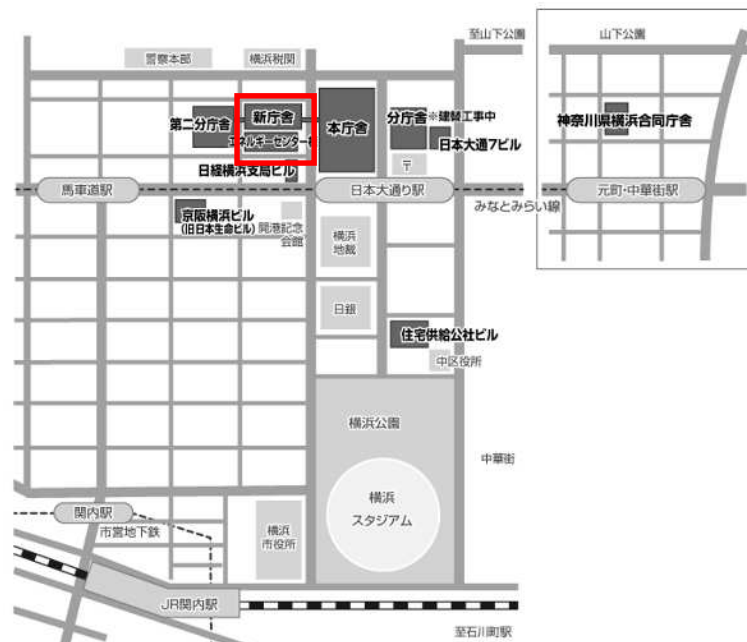 至山下公園
山下公園
警察本部
横浜税関
新庁舎
第二分庁舎
エネルギーセンター棟
本庁舎
分庁舎※建替工事中
日本大通7ビル
〒
神奈川県横浜合同庁舎
日経横浜支局ビル
馬車道駅
日本大通り駅
元町・中華街駅
みなとみらい線
京阪横浜ビル
(旧日本生命ビル)
開港記念
会館
横浜
地裁
日銀
住宅供給公社ビル
中区役所
横浜公園
中華街
横浜
スタジアム
関内駅
市営地下鉄
横浜
市役所
JR関内駅
至石川町駅